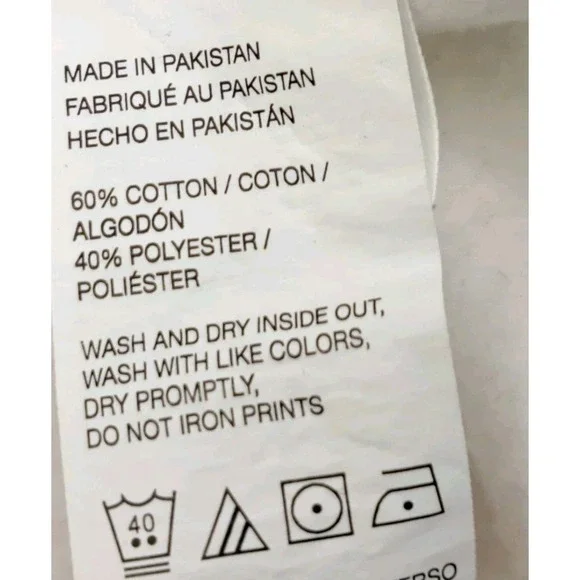 MADE IN PAKISTAN
FABRIQUÉ AU PAKISTAN
HECHO EN PAKISTÁN
60% COTTON / COTON /
ALGODÓN
40% POLYESTER /
POLIÉSTER
WASH AND DRY INSIDE OUT,
WASH WITH LIKE COLORS,
DRY PROMPTLY,
DO NOT IRON PRINTS
40